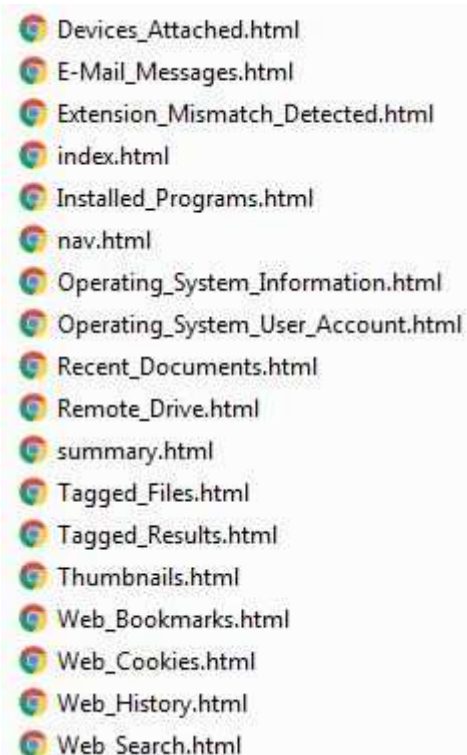 Devices_Attached.html
E-Mail_Messages.html
Extension_Mismatch_Detected.html
index.html
Installed_Programs.html
nav.html
Operating_System_Information.html
Operating_System_User_Account.html
Recent_Documents.html
Remote_Drive.html
summary.html
Tagged_Files.html
Tagged_Results.html
Thumbnails.html
Web_Bookmarks.html
Web_Cookies.html
Web_History.html
Web_Search.html